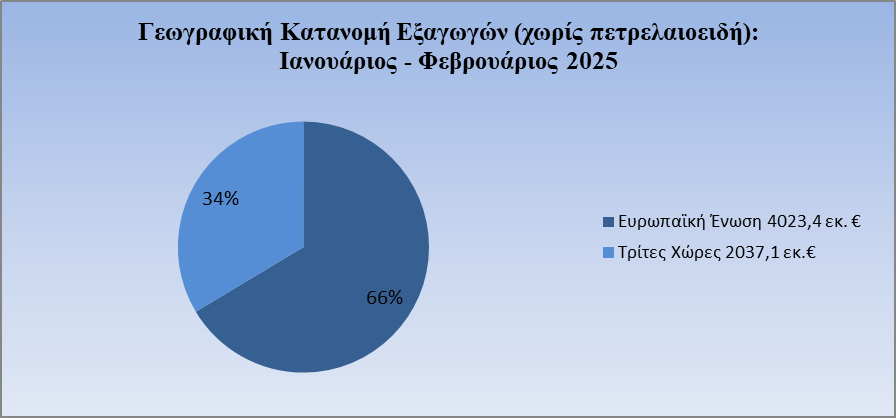 Γεωγραφική Κατανομή Εξαγωγών (χωρίς πετρελαιοειδή):
Ιανουάριος - Φεβρουάριος 2025
34%
66%
Ευρωπαϊκή Ένωση 4023,4 εκ. €
Τρίτες Χώρες 2037,1 εκ.€